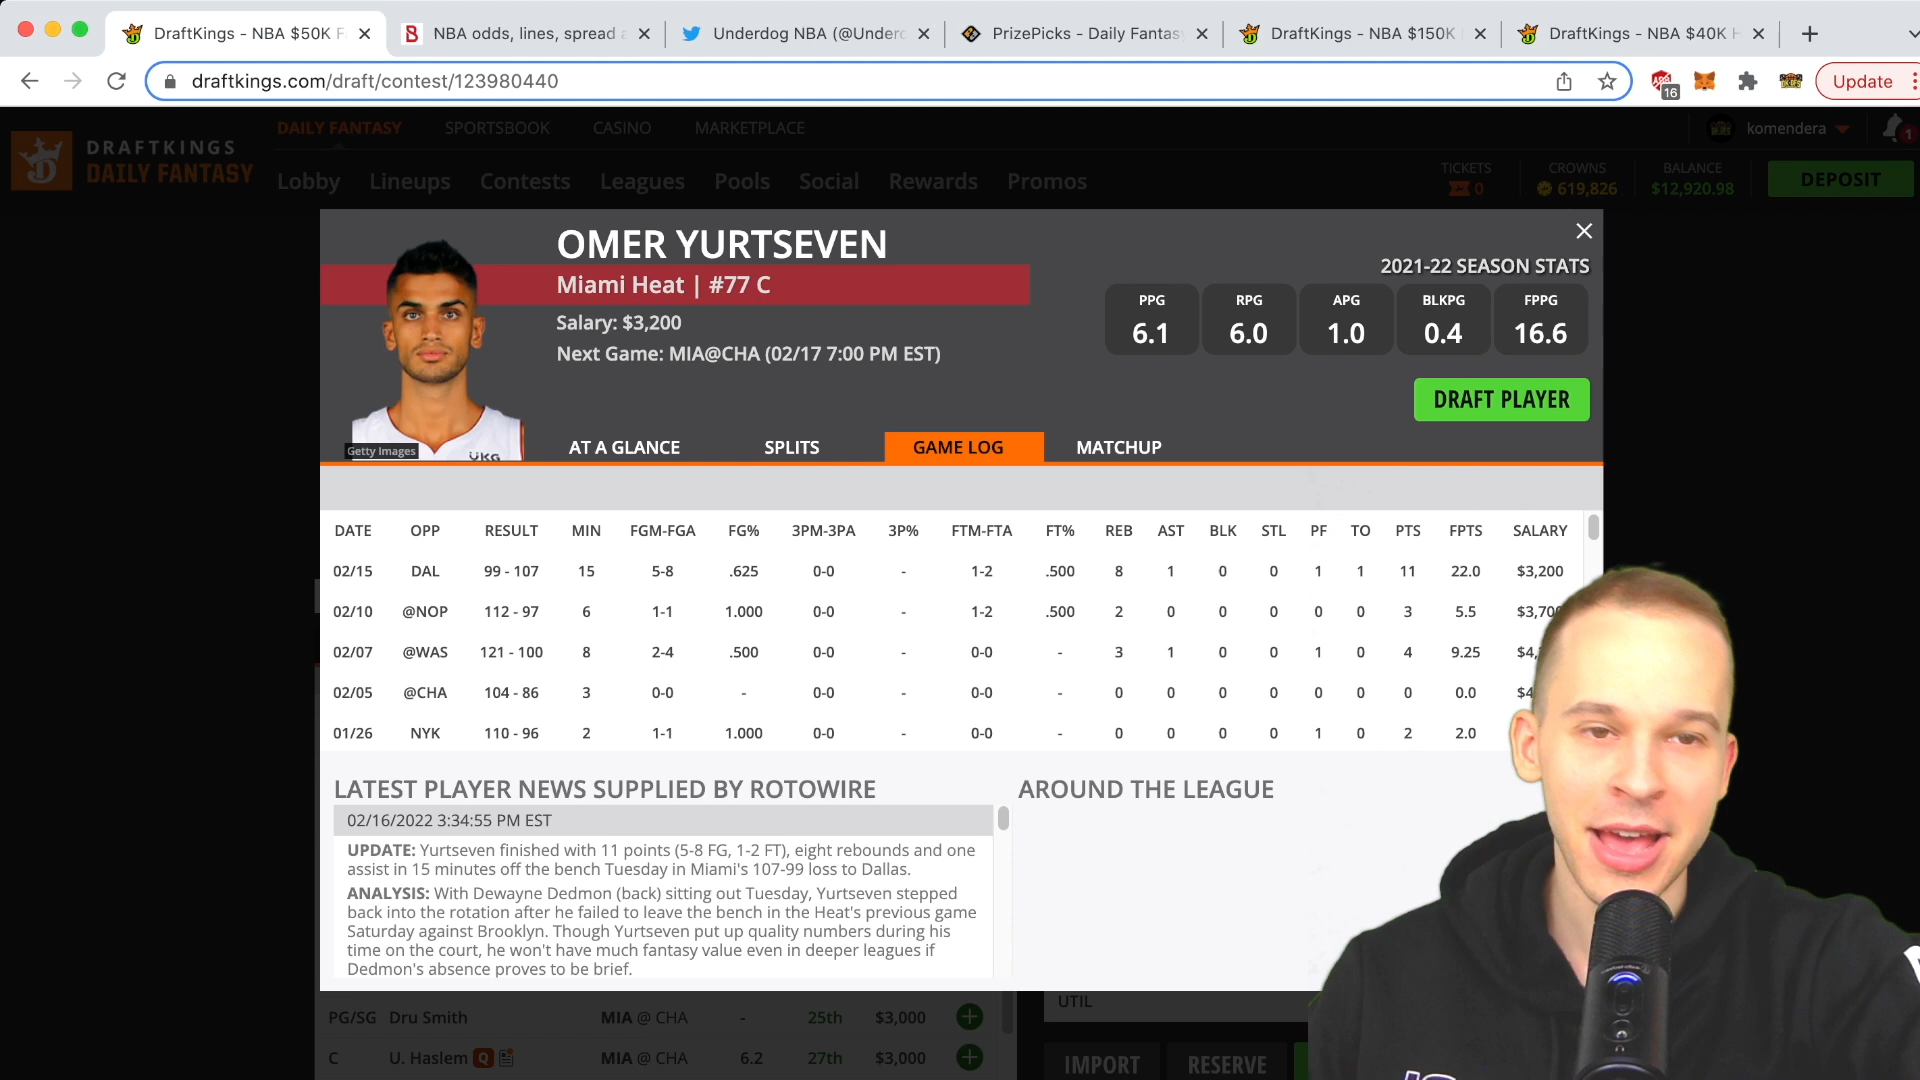 DraftKings - NBA $50K F
NBA odds, lines, spread
Underdog NBA (@Underd
PrizePicks - Daily Fantasy
DraftKings - NBA $150K
DraftKings - NBA $40K
draftkings.com/draft/contest/123980440
16
Update
DRAFTKINGS
DAILY FANTASY
DAILY FANTASY SPORTSBOOK CASINO MARKETPLACE
komendera
1
Lobby Lineups Contests Leagues Pools Social Rewards Promos
TICKETS CROWNS BALANCE
0 619,826 $12,920.98
DEPOSIT
OMER YURTSEVEN
Miami Heat | #77 C
Salary: $3,200
Next Game: MIA@CHA (02/17 7:00 PM EST)
2021-22 SEASON STATS
PPG RPG APG BLKPG FPPG
6.1 6.0 1.0 0.4 16.6
DRAFT PLAYER
Getty Images
UKG
AT A GLANCE SPLITS GAME LOG MATCHUP
DATE OPP RESULT MIN FGM-FGA FG% 3PM-3PA 3P% FTM-FTA FT% REB AST BLK STL PF TO PTS FPTS SALARY
02/15 DAL 99 - 107 15 5-8 .625 0-0 - 1-2 .500 8 1 0 0 1 1 11 22.0 $3,200
02/10 @NOP 112 - 97 6 1-1 1.000 0-0 - 1-2 .500 2 0 0 0 0 0 3 5.5 $3,700
02/07 @WAS 121 - 100 8 2-4 .500 0-0 - 0-0 - 3 1 0 0 1 0 4 9.25 $4,
02/05 @CHA 104 - 86 3 0-0 - 0-0 - 0-0 - 0 0 0 0 0 0 0 0.0 $4
01/26 NYK 110 - 96 2 1-1 1.000 0-0 - 0-0 - 0 0 0 0 1 0 2 2.0
LATEST PLAYER NEWS SUPPLIED BY ROTOWIRE
AROUND THE LEAGUE
02/16/2022 3:34:55 PM EST
UPDATE: Yurtseven finished with 11 points (5-8 FG, 1-2 FT), eight rebounds and one
assist in 15 minutes off the bench Tuesday in Miami's 107-99 loss to Dallas.
ANALYSIS: With Dewayne Dedmon (back) sitting out Tuesday, Yurtseven stepped
back into the rotation after he failed to leave the bench in the Heat's previous game
Saturday against Brooklyn. Though Yurtseven put up quality numbers during his
time on the court, he won't have much fantasy value even in deeper leagues if
Dedmon's absence proves to be brief.
UTIL
PG/SG Dru Smith MIA @ CHA - 25th $3,000
C U. Haslem Q MIA @ CHA 6.2 27th $3,000
IMPORT RESERVE